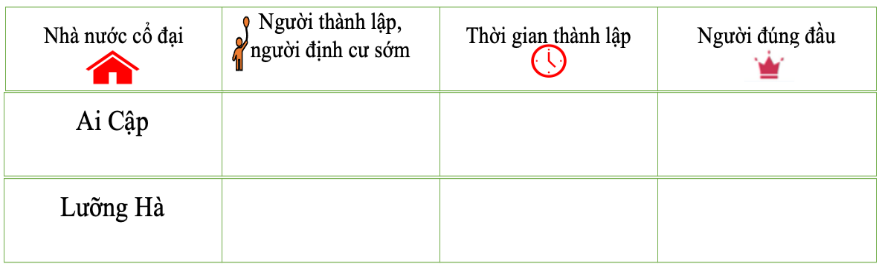 Nhà nước cổ đại
Người thành lập,
người định cư sớm
Thời gian thành lập
Người đúng đầu
Ai Cập
Lưỡng Hà